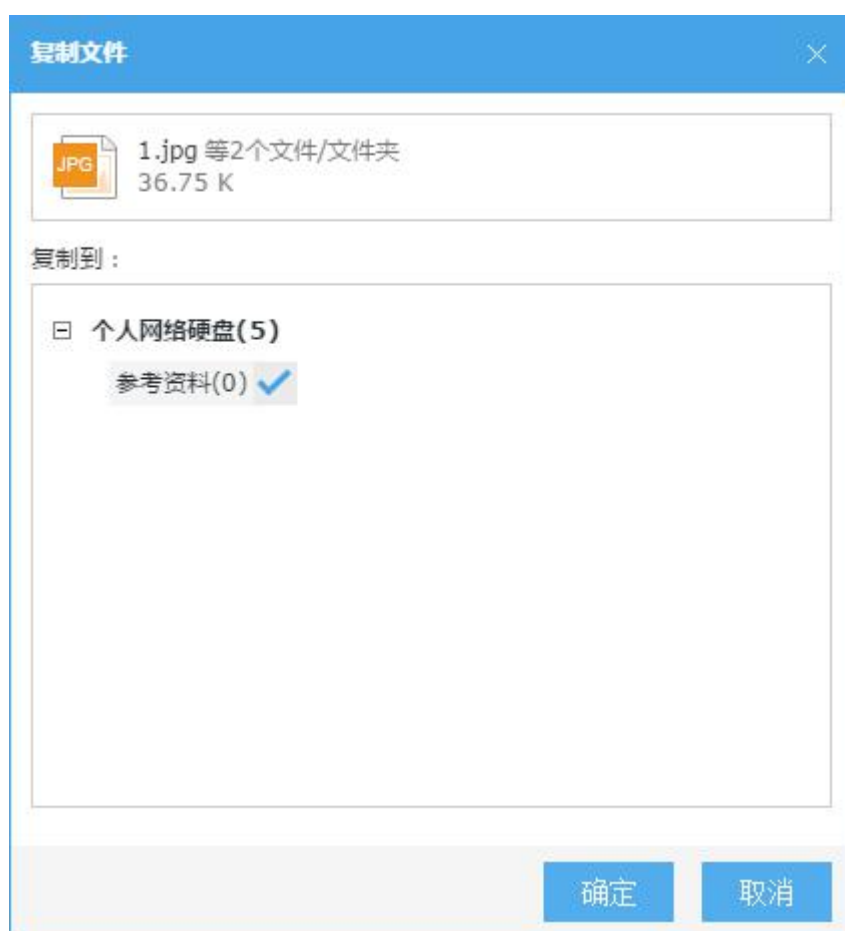 复制文件
JPG
1.jpg 等2个文件/文件夹
36.75 K
复制到：
个人网络硬盘(5)
参考资料(0)
确定
取消